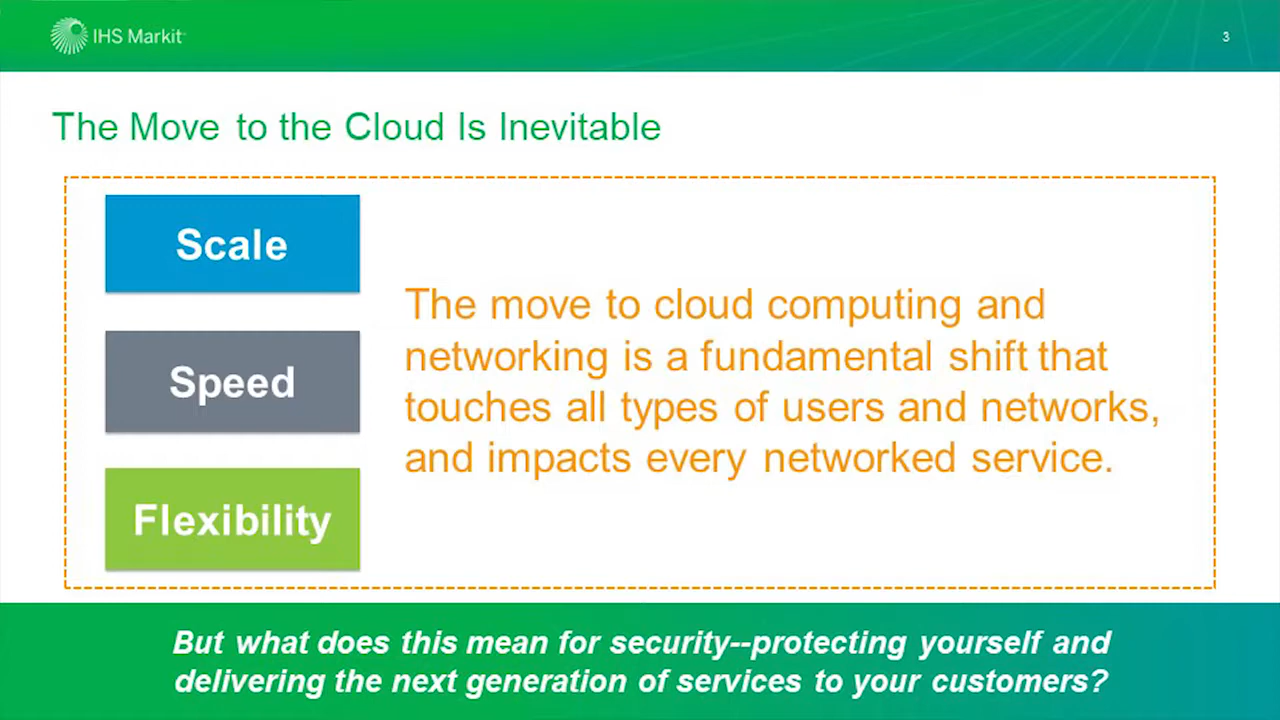 IHS Markit
3
The Move to the Cloud Is Inevitable
Scale
Speed
Flexibility
The move to cloud computing and
networking is a fundamental shift that
touches all types of users and networks,
and impacts every networked service.
But what does this mean for security--protecting yourself and
delivering the next generation of services to your customers?